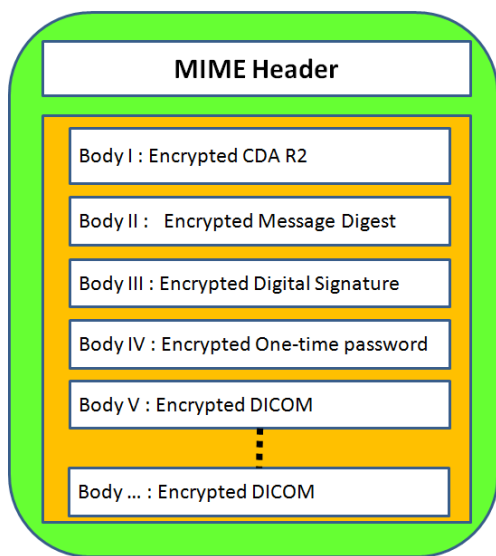 MIME Header
Body I : Encrypted CDA R2
Body II :  Encrypted Message Digest
Body III : Encrypted Digital Signature
Body IV : Encrypted One-time password
Body V : Encrypted DICOM
Body ... : Encrypted DICOM